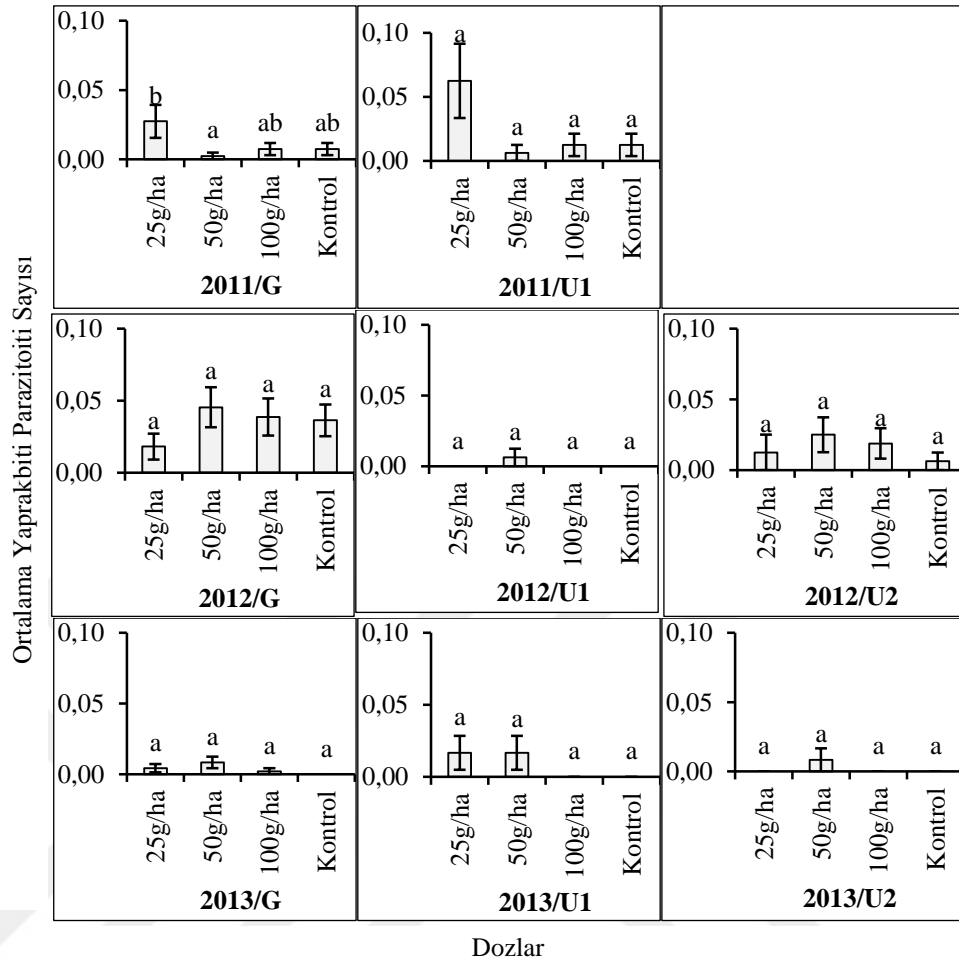 Ortalama Yaprakbiti Parazitoiti Sayısı
0,10
0,05
0,00
b
a
ab
ab
25g/ha
50g/ha
100g/ha
Kontrol
2011/G
0,10
0,05
0,00
a
a
a
a
25g/ha
50g/ha
100g/ha
Kontrol
2011/U1
0,10
0,05
0,00
a
a
a
a
25g/ha
50g/ha
100g/ha
Kontrol
2012/G
0,10
0,05
0,00
a
a
a
a
25g/ha
50g/ha
100g/ha
Kontrol
2012/U1
0,10
0,05
0,00
a
a
a
a
25g/ha
50g/ha
100g/ha
Kontrol
2012/U2
0,10
0,05
0,00
a
a
a
a
25g/ha
50g/ha
100g/ha
Kontrol
2013/G
0,10
0,05
0,00
a
a
a
a
25g/ha
50g/ha
100g/ha
Kontrol
2013/U1
0,10
0,05
0,00
a
a
a
a
25g/ha
50g/ha
100g/ha
Kontrol
2013/U2
Dozlar